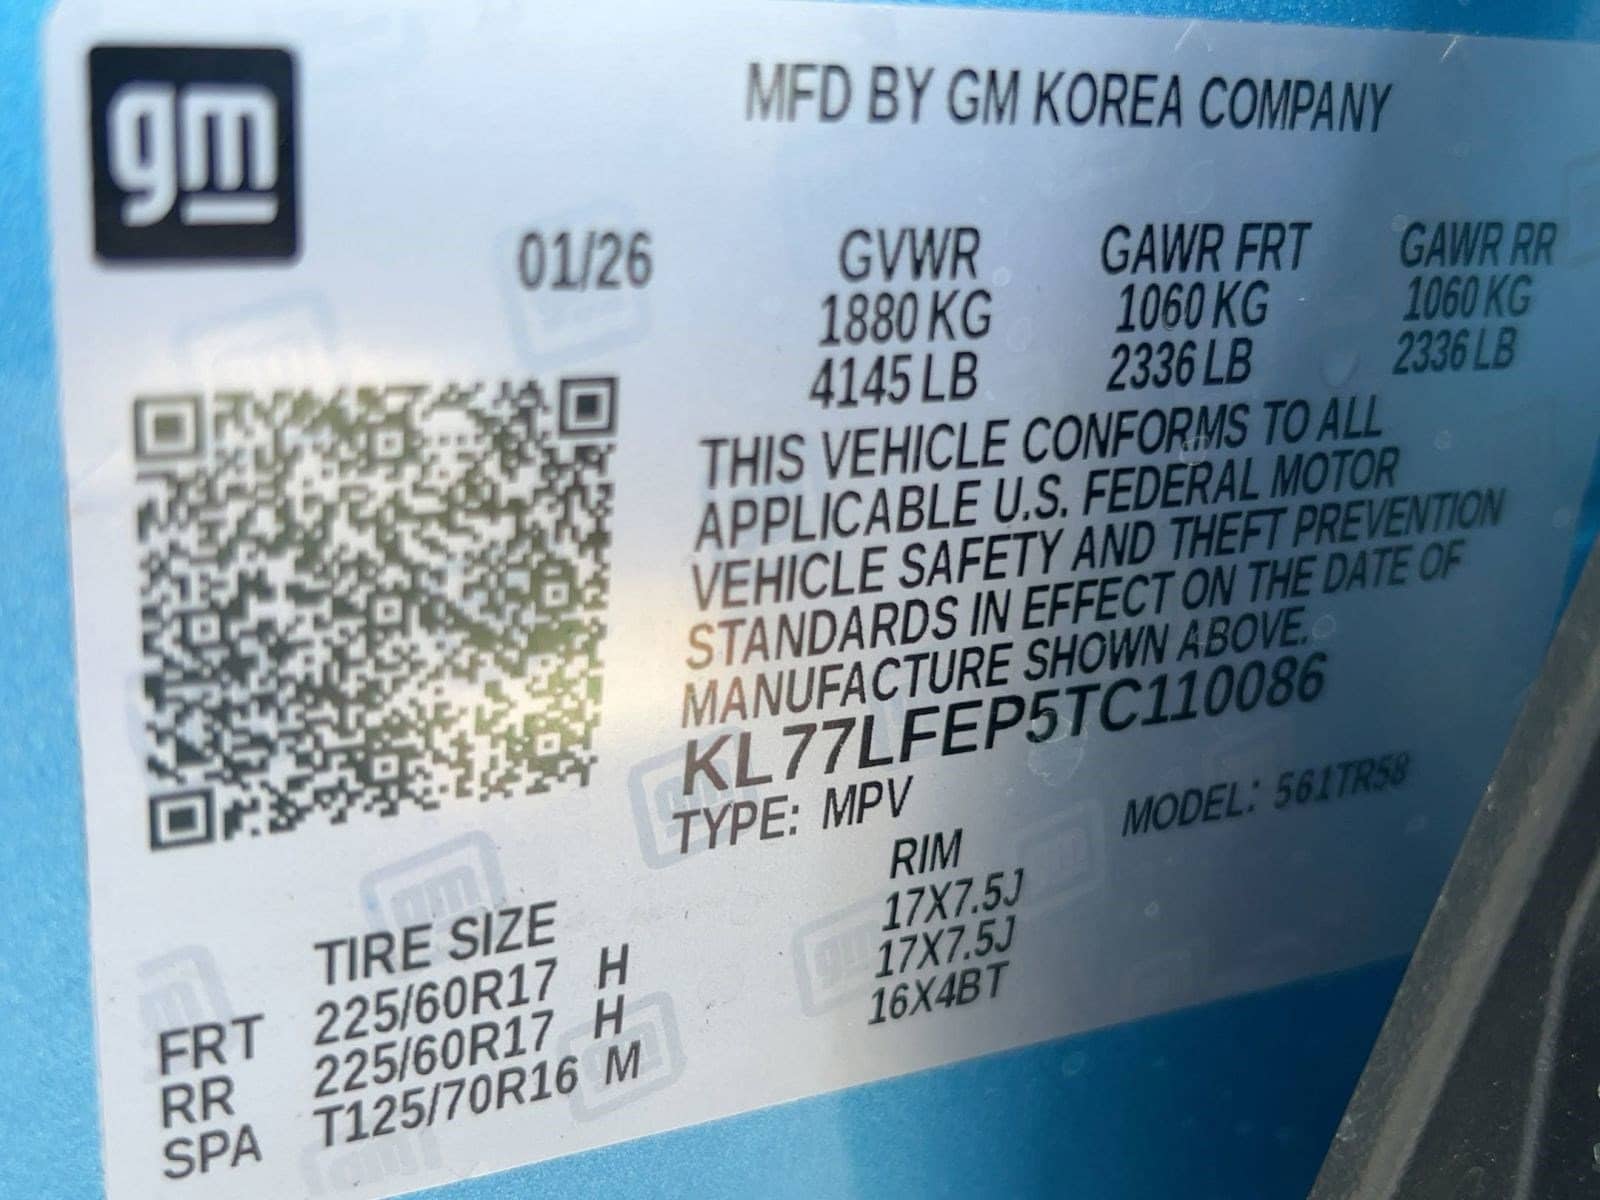 gm
MFD BY GM KOREA COMPANY
01/26
GVWR GAWR FRT GAWR RR
1880 KG 1060 KG 1060 KG
4145 LB 2336 LB 2336 LB
THIS VEHICLE CONFORMS TO ALL
APPLICABLE U.S. FEDERAL MOTOR
VEHICLE SAFETY AND THEFT PREVENTION
STANDARDS IN EFFECT ON THE DATE OF
MANUFACTURE SHOWN ABOVE.
KL77LFEP5TC110086
TYPE: MPV MODEL: 561TR58
TIRE SIZE RIM
FRT 225/60R17 H 17X7.5J
RR 225/60R17 H 17X7.5J
SPA T125/70R16 M 16X4BT